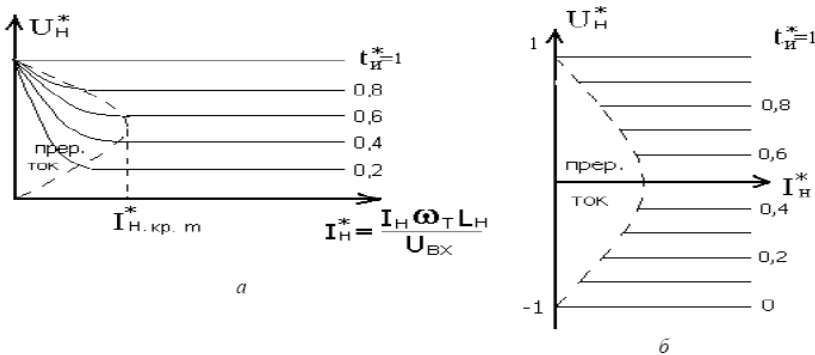 U*н
t*и=1
0,8
0,6
0,4
0,2
прер.
ток
I*н. кр. m
I*н = Iн ωТ Lн / Uвх
а
U*н
1
t*и=1
0,8
0,6
прер.
I*н
ток
0,4
0,2
-1
0
б